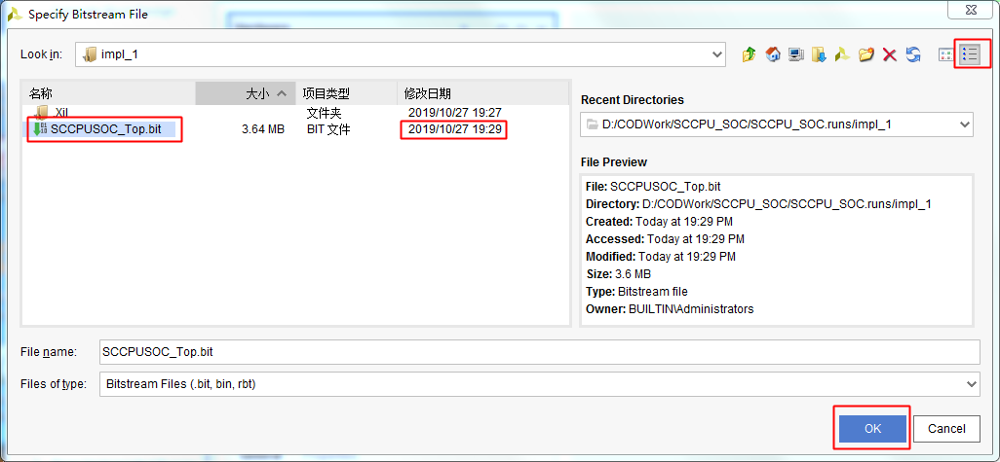 Specify Bitstream File
Look in: impl_1
名称 大小 项目类型 修改日期
.Xil 文件夹 2019/10/27 19:27
SCCPUSOC_Top.bit 3.64 MB BIT 文件 2019/10/27 19:29
Recent Directories
D:/CODWork/SCCPU_SOC/SCCPU_SOC.runs/impl_1
File Preview
File: SCCPUSOC_Top.bit
Directory: D:/CODWork/SCCPU_SOC/SCCPU_SOC.runs/impl_1
Created: Today at 19:29 PM
Accessed: Today at 19:29 PM
Modified: Today at 19:29 PM
Size: 3.6 MB
Type: Bitstream file
Owner: BUILTIN\Administrators
File name: SCCPUSOC_Top.bit
Files of type: Bitstream Files (.bit, bin, rbt)
OK Cancel